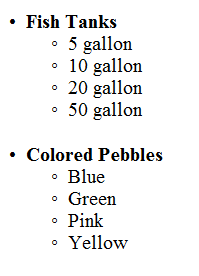 • Fish Tanks
◦ 5 gallon
◦ 10 gallon
◦ 20 gallon
◦ 50 gallon
• Colored Pebbles
◦ Blue
◦ Green
◦ Pink
◦ Yellow